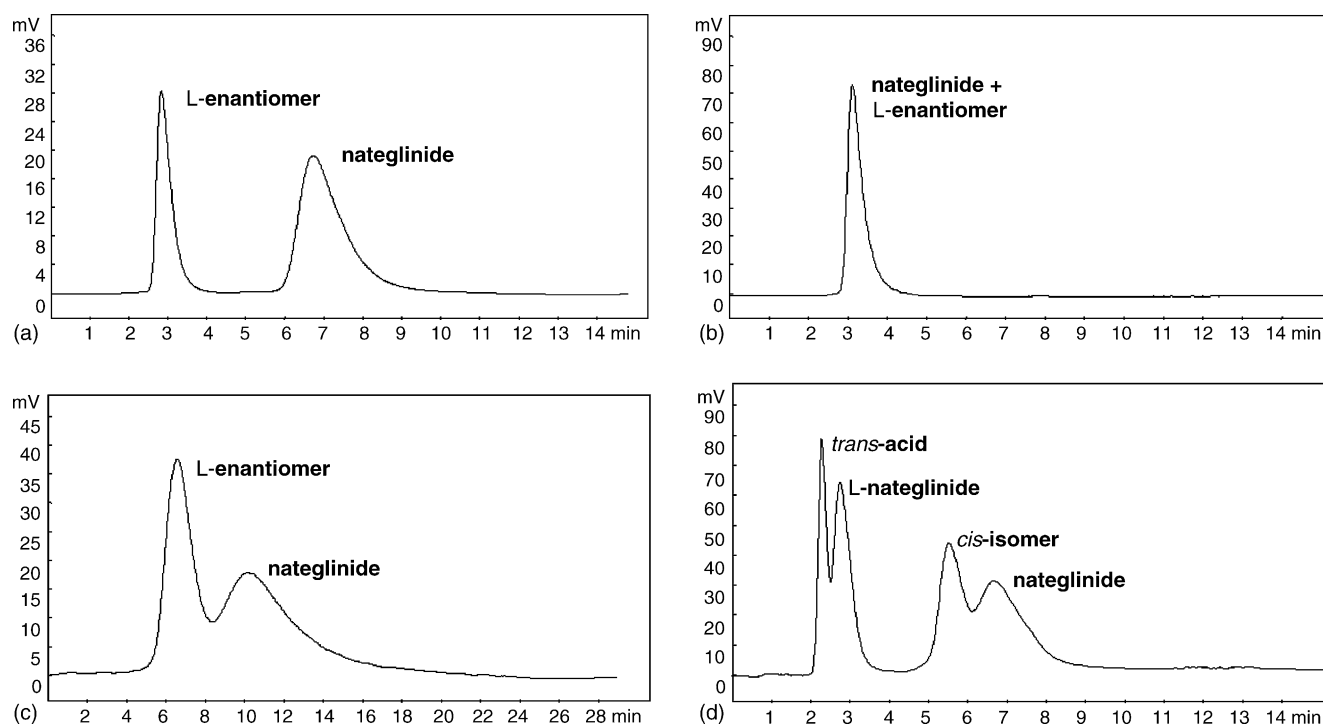 mV
36
32
28
24
20
16
12
8
4
0
L-enantiomer
nateglinide
(a)
1 2 3 4 5 6 7 8 9 10 11 12 13 14 min
mV
90
80
70
60
50
40
30
20
10
0
nateglinide +
L-enantiomer
(b)
1 2 3 4 5 6 7 8 9 10 11 12 13 14 min
mV
45
40
35
30
25
20
15
10
5
0
L-enantiomer
nateglinide
(c)
2 4 6 8 10 12 14 16 18 20 22 24 26 28 min
mV
90
80
70
60
50
40
30
20
10
0
trans-acid
L-nateglinide
cis-isomer
nateglinide
(d)
1 2 3 4 5 6 7 8 9 10 11 12 13 14 min